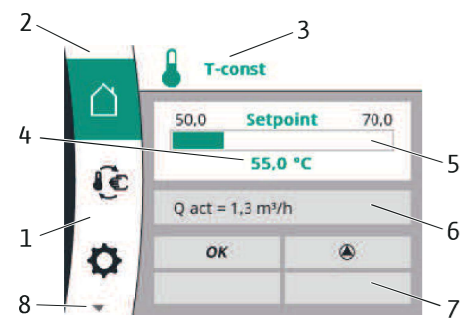 2
3
T-const
50,0 Setpoint 70,0
4
5
55,0 °C
Q act = 1,3 m³/h
6
1
OK
8
7